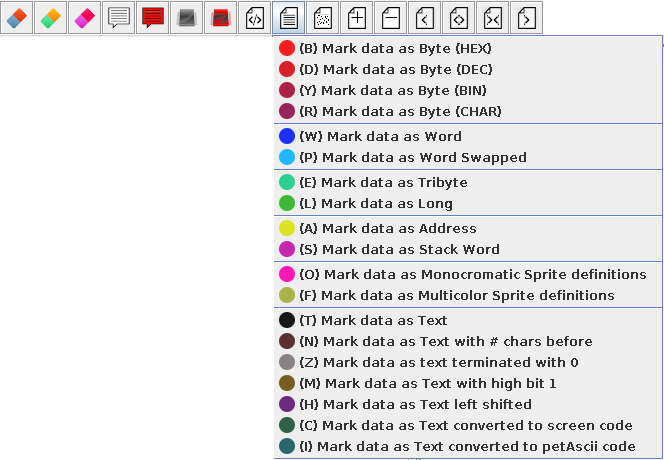 (B) Mark data as Byte (HEX)
(D) Mark data as Byte (DEC)
(Y) Mark data as Byte (BIN)
(R) Mark data as Byte (CHAR)
(W) Mark data as Word
(P) Mark data as Word Swapped
(E) Mark data as Tribyte
(L) Mark data as Long
(A) Mark data as Address
(S) Mark data as Stack Word
(O) Mark data as Monocromatic Sprite definitions
(F) Mark data as Multicolor Sprite definitions
(T) Mark data as Text
(N) Mark data as Text with # chars before
(Z) Mark data as text terminated with 0
(M) Mark data as Text with high bit 1
(H) Mark data as Text left shifted
(C) Mark data as Text converted to screen code
(I) Mark data as Text converted to petAscii code